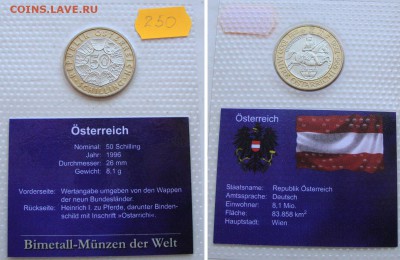 COINS.LAVE.RU
250
50
Österreich
Nominal: 50 Schilling
Jahr: 1996
Durchmesser: 26 mm
Gewicht: 8,1 g
Vorderseite: Wertangabe umgeben von den Wappen
der neun Bundesländer.
Rückseite: Heinrich I. zu Pferde, darunter Binden-
schild mit Inschrift »Ostarrichi«.
Bimetall-Münzen der Welt
Österreich
Staatsname: Republik Österreich
Amtssprache: Deutsch
Einwohner: 8,1 Mio.
Fläche: 83.858 km²
Hauptstadt: Wien